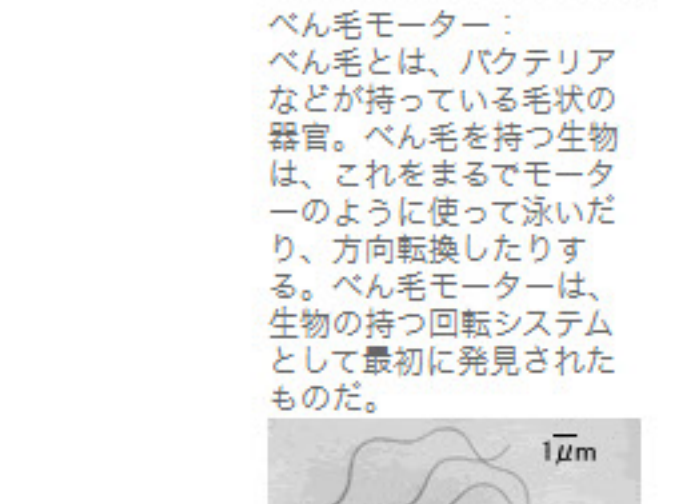 べん毛モーター：
べん毛とは、バクテリア
などが持っている毛状の
器官。べん毛を持つ生物
は、これをまるでモータ
ーのように使って泳いだ
り、方向転換したりす
る。べん毛モーターは、
生物の持つ回転システム
として最初に発見された
ものだ。
1μm